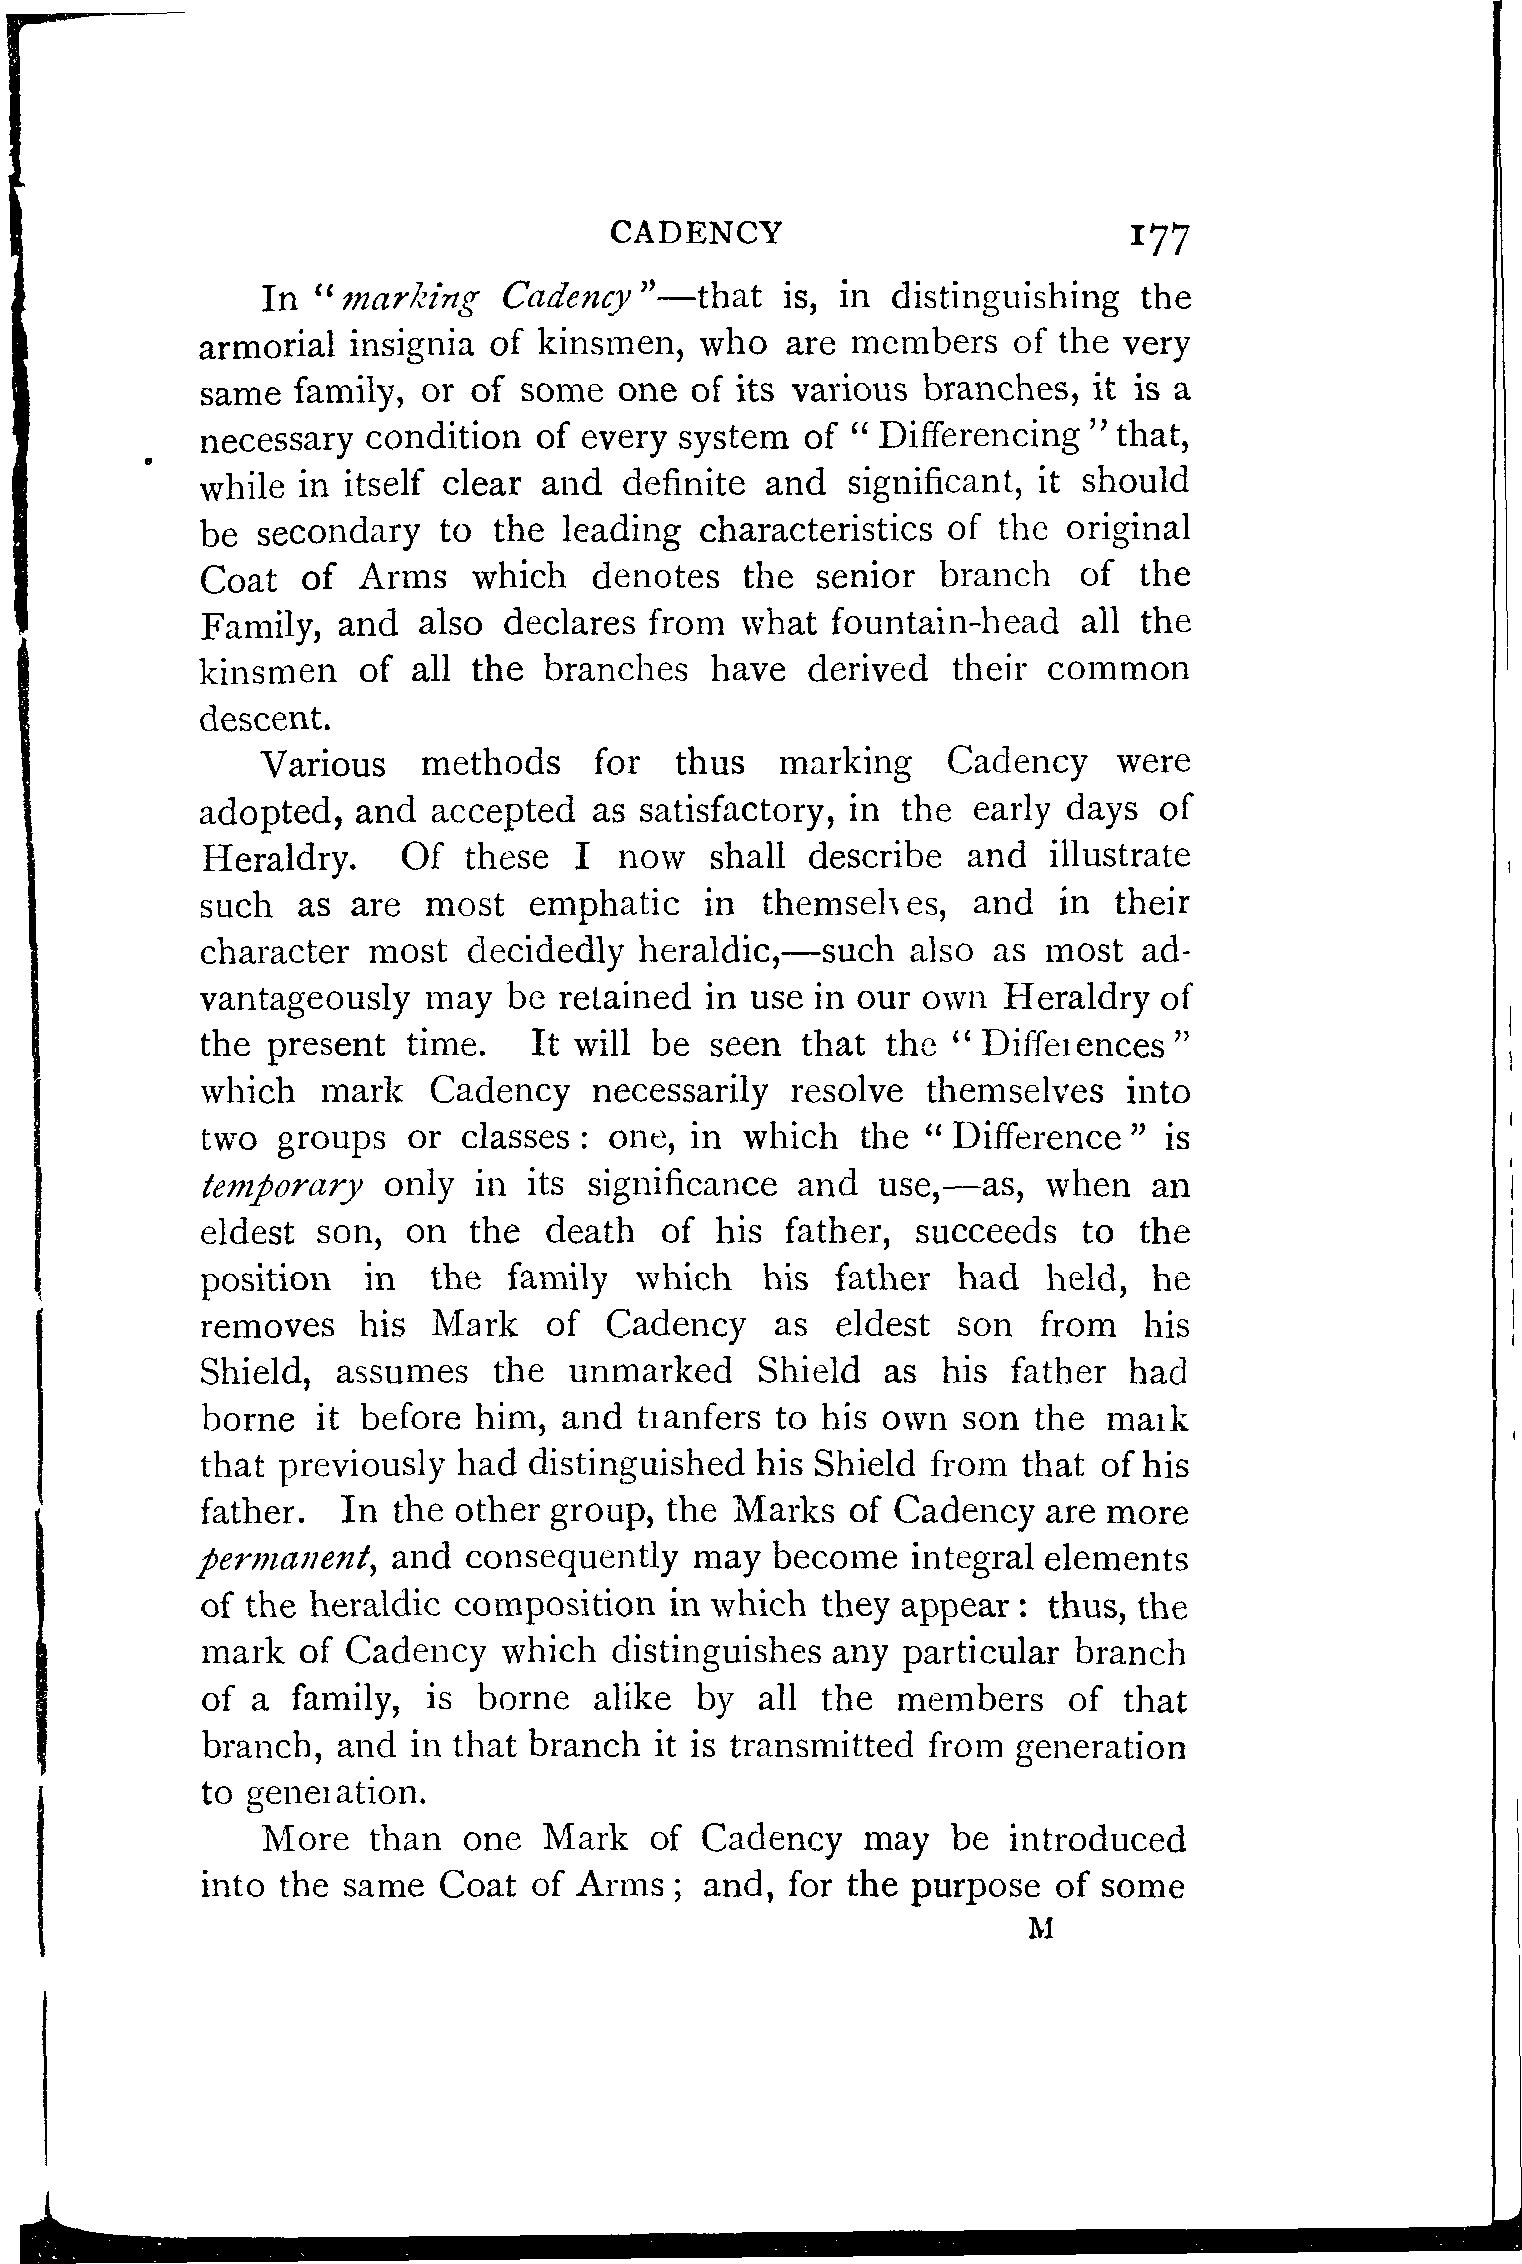 CADENCY 177
In "marking Cadency"—that is, in distinguishing the
armorial insignia of kinsmen, who are members of the very
same family, or of some one of its various branches, it is a
necessary condition of every system of "Differencing" that,
while in itself clear and definite and significant, it should
be secondary to the leading characteristics of the original
Coat of Arms which denotes the senior branch of the
Family, and also declares from what fountain-head all the
kinsmen of all the branches have derived their common
descent.
Various methods for thus marking Cadency were
adopted, and accepted as satisfactory, in the early days of
Heraldry. Of these I now shall describe and illustrate
such as are most emphatic in themselves, and in their
character most decidedly heraldic,—such also as most ad-
vantageously may be retained in use in our own Heraldry of
the present time. It will be seen that the "Differences"
which mark Cadency necessarily resolve themselves into
two groups or classes: one, in which the "Difference" is
temporary only in its significance and use,—as, when an
eldest son, on the death of his father, succeeds to the
position in the family which his father had held, he
removes his Mark of Cadency as eldest son from his
Shield, assumes the unmarked Shield as his father had
borne it before him, and tranfers to his own son the mark
that previously had distinguished his Shield from that of his
father. In the other group, the Marks of Cadency are more
permanent, and consequently may become integral elements
of the heraldic composition in which they appear: thus, the
mark of Cadency which distinguishes any particular branch
of a family, is borne alike by all the members of that
branch, and in that branch it is transmitted from generation
to generation.
More than one Mark of Cadency may be introduced
into the same Coat of Arms; and, for the purpose of some
M